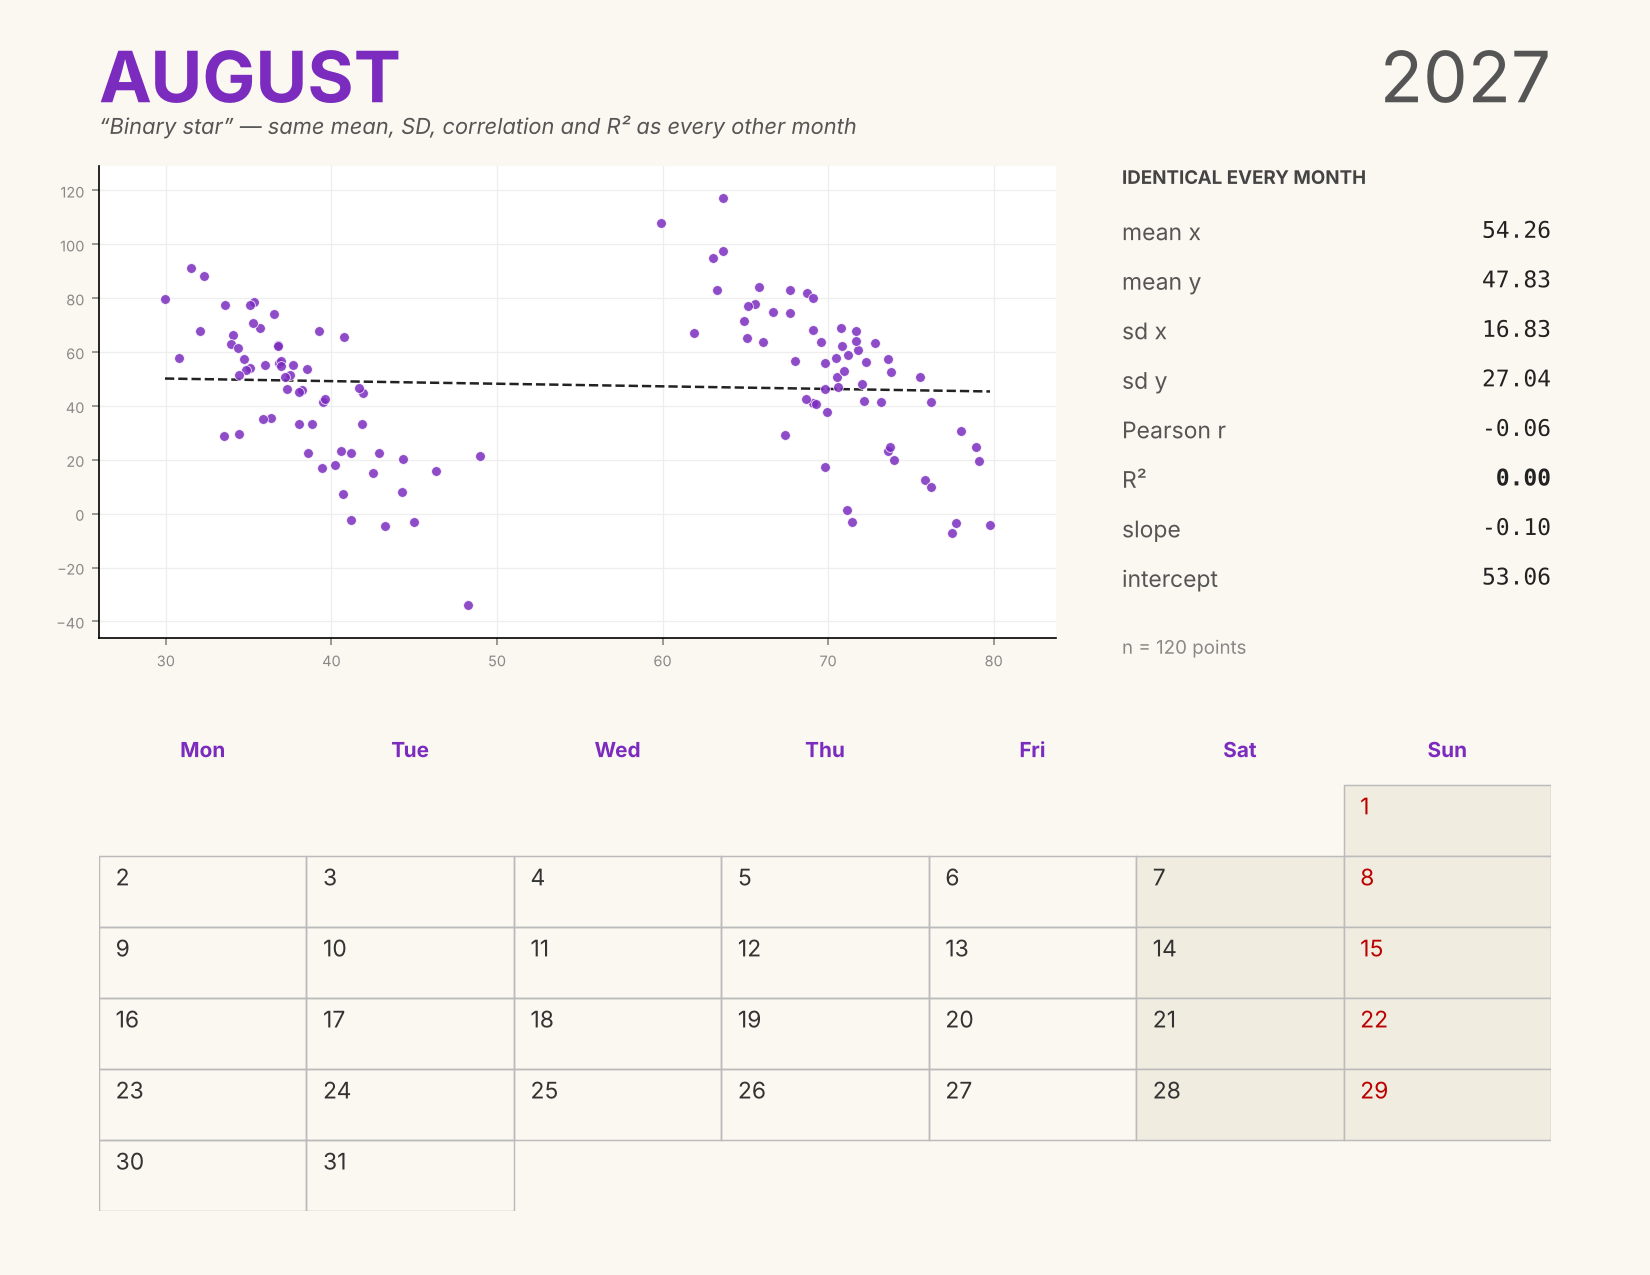 AUGUST 2027
“Binary star” — same mean, SD, correlation and R² as every other month
120
100
80
60
40
20
0
−20
−40
30 40 50 60 70 80
IDENTICAL EVERY MONTH
mean x 54.26
mean y 47.83
sd x 16.83
sd y 27.04
Pearson r -0.06
R² 0.00
slope -0.10
intercept 53.06
n = 120 points
Mon Tue Wed Thu Fri Sat Sun
1
2 3 4 5 6 7 8
9 10 11 12 13 14 15
16 17 18 19 20 21 22
23 24 25 26 27 28 29
30 31